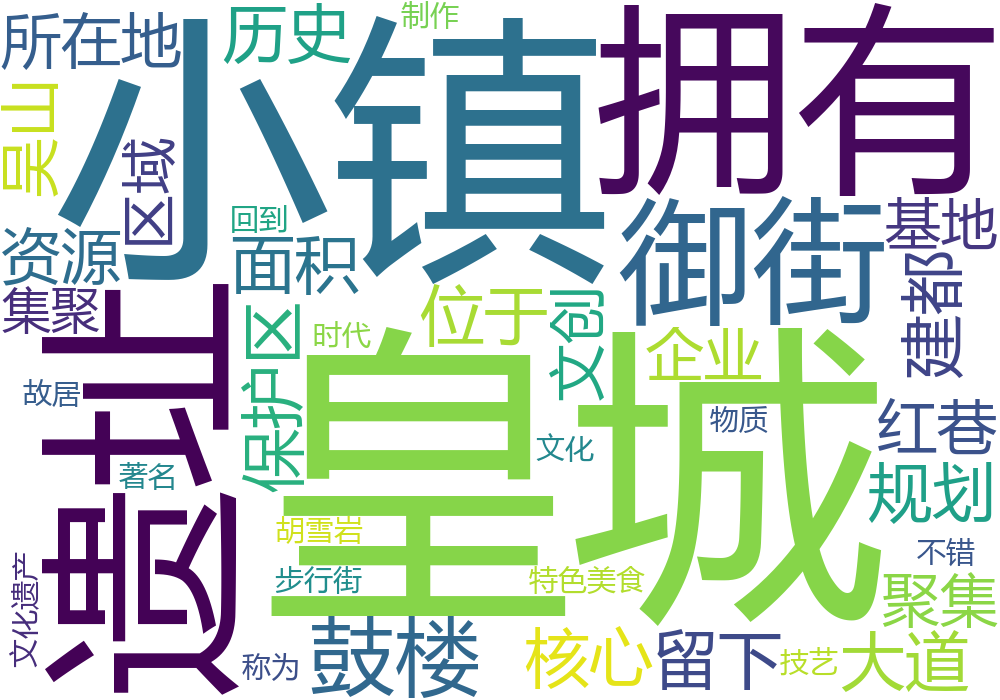 所在地
历史
制作
小镇
拥有
吴山
区域
回到
资源
面积
御街
基地
集聚
位于
建都
遗址
保护区
时代
皇城
文创
企业
故居
物质
红巷
文化
著名
规划
胡雪岩
不错
步行街
特色美食
聚集
文化遗产
鼓楼
核心
留下
大道
称为
技艺